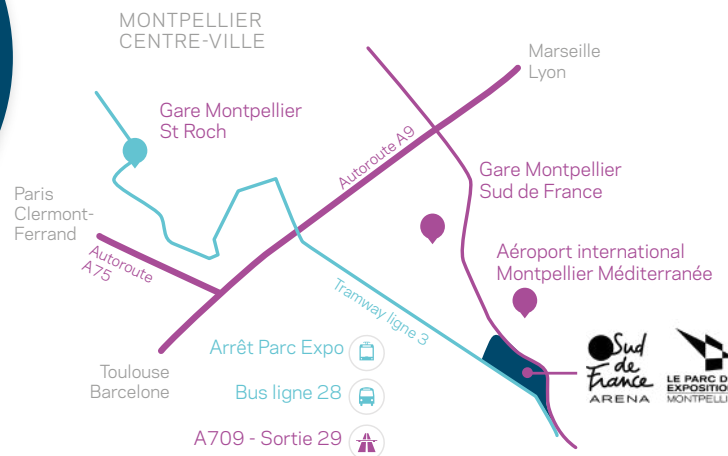 MONTPELLIER
CENTRE-VILLE
Marseille
Lyon
Gare Montpellier
St Roch
Autoroute A9
Gare Montpellier
Sud de France
Paris
Clermont-
Ferrand
Autoroute
A75
Aéroport international
Montpellier Méditerranée
Tramway ligne 3
Toulouse
Barcelone
Arrêt Parc Expo
Bus ligne 28
A709 - Sortie 29
Sud
de
France
ARENA
LE PARC D
EXPOSITIO
MONTPELLI